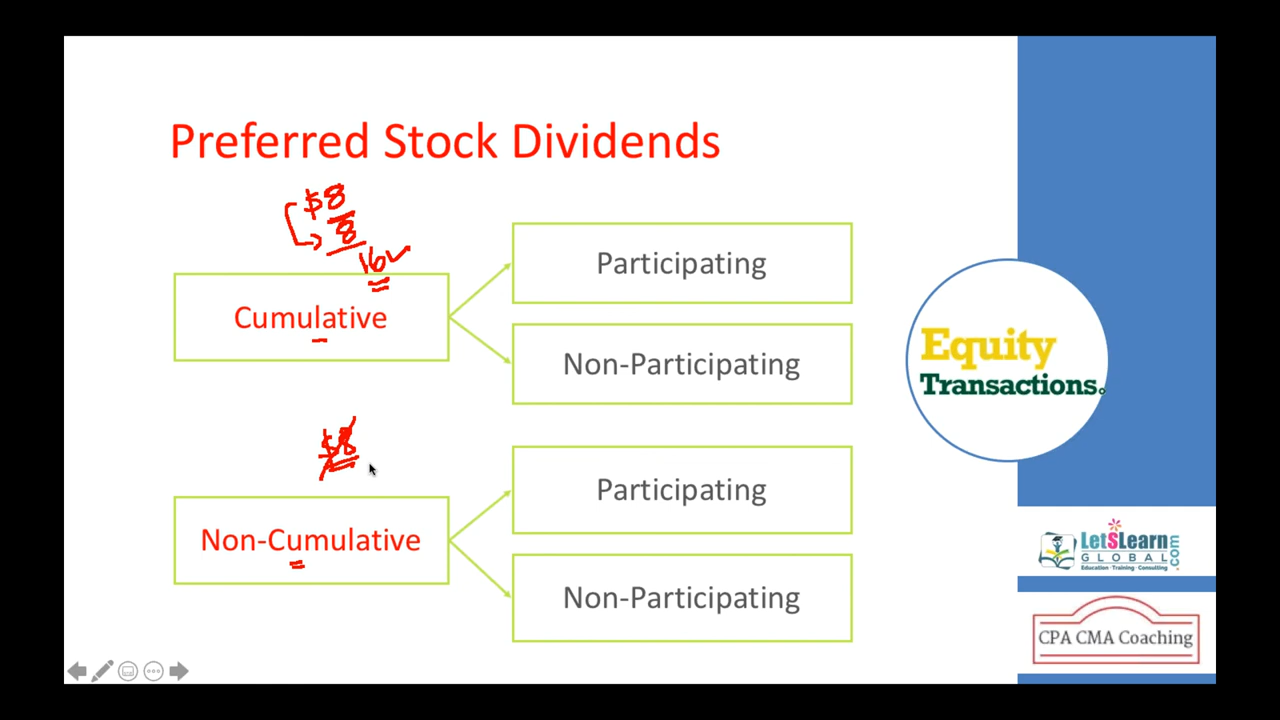 Preferred Stock Dividends
$8
8
16
Cumulative
Participating
Non-Participating
$8
Non-Cumulative
Participating
Non-Participating
Equity
Transactions.
LetSLearn
GLOBAL
.com
Education · Training · Consulting
CPA CMA Coaching